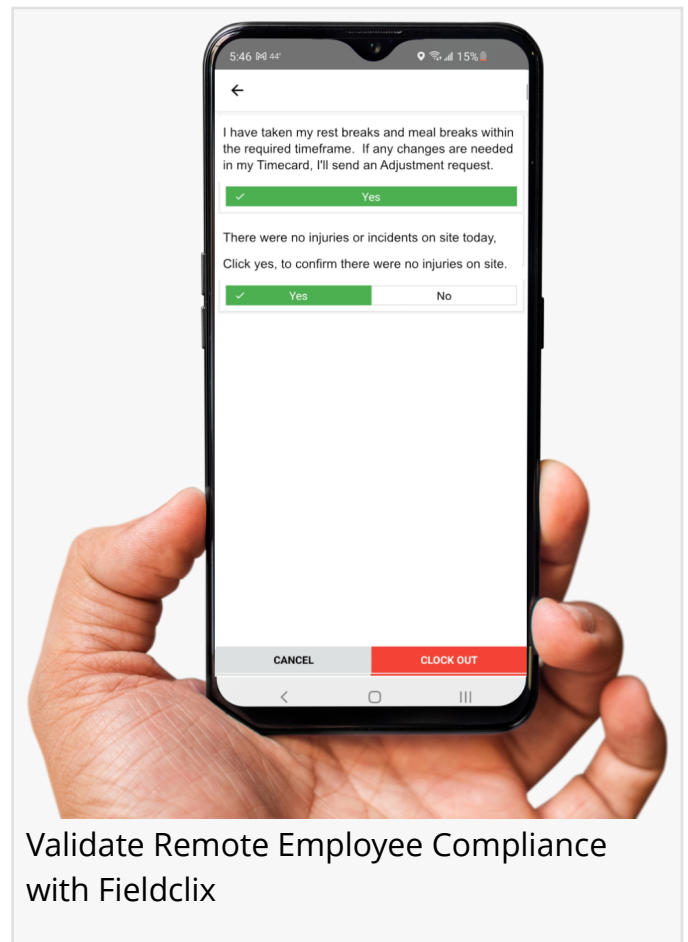 5:46 44° 15%
I have taken my rest breaks and meal breaks within
the required timeframe. If any changes are needed
in my Timecard, I'll send an Adjustment request.
Yes
There were no injuries or incidents on site today,
Click yes, to confirm there were no injuries on site.
Yes No
CANCEL CLOCK OUT
Validate Remote Employee Compliance
with Fieldclix